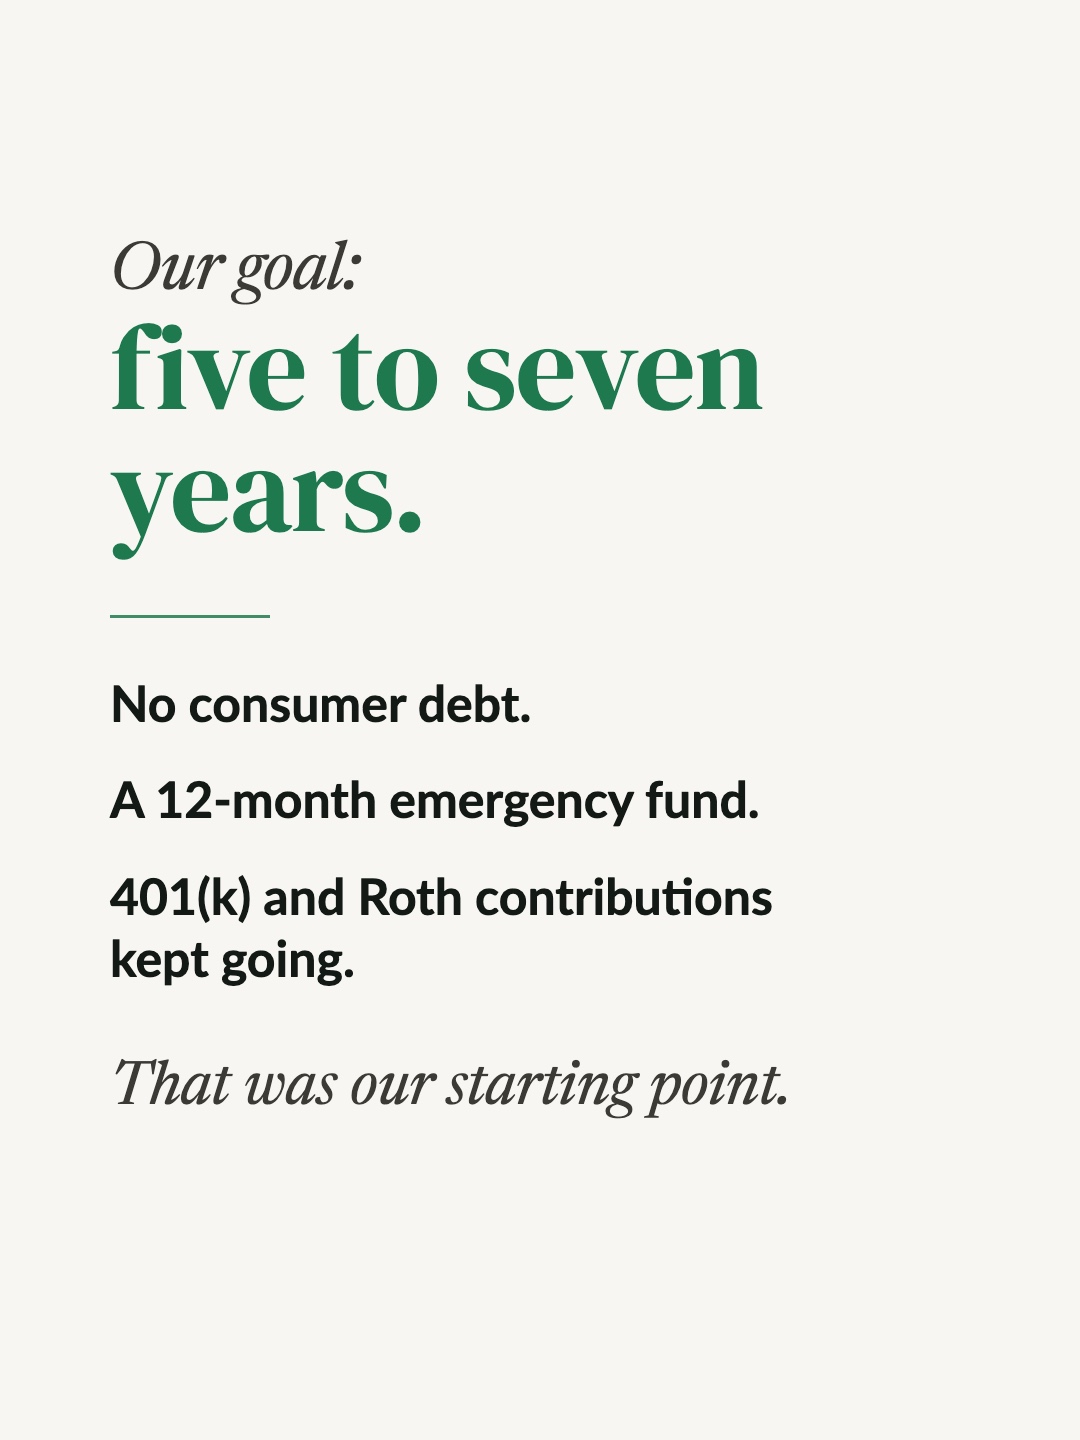 Our goal:
five to seven
years.
No consumer debt.
A 12-month emergency fund.
401(k) and Roth contributions
kept going.
That was our starting point.